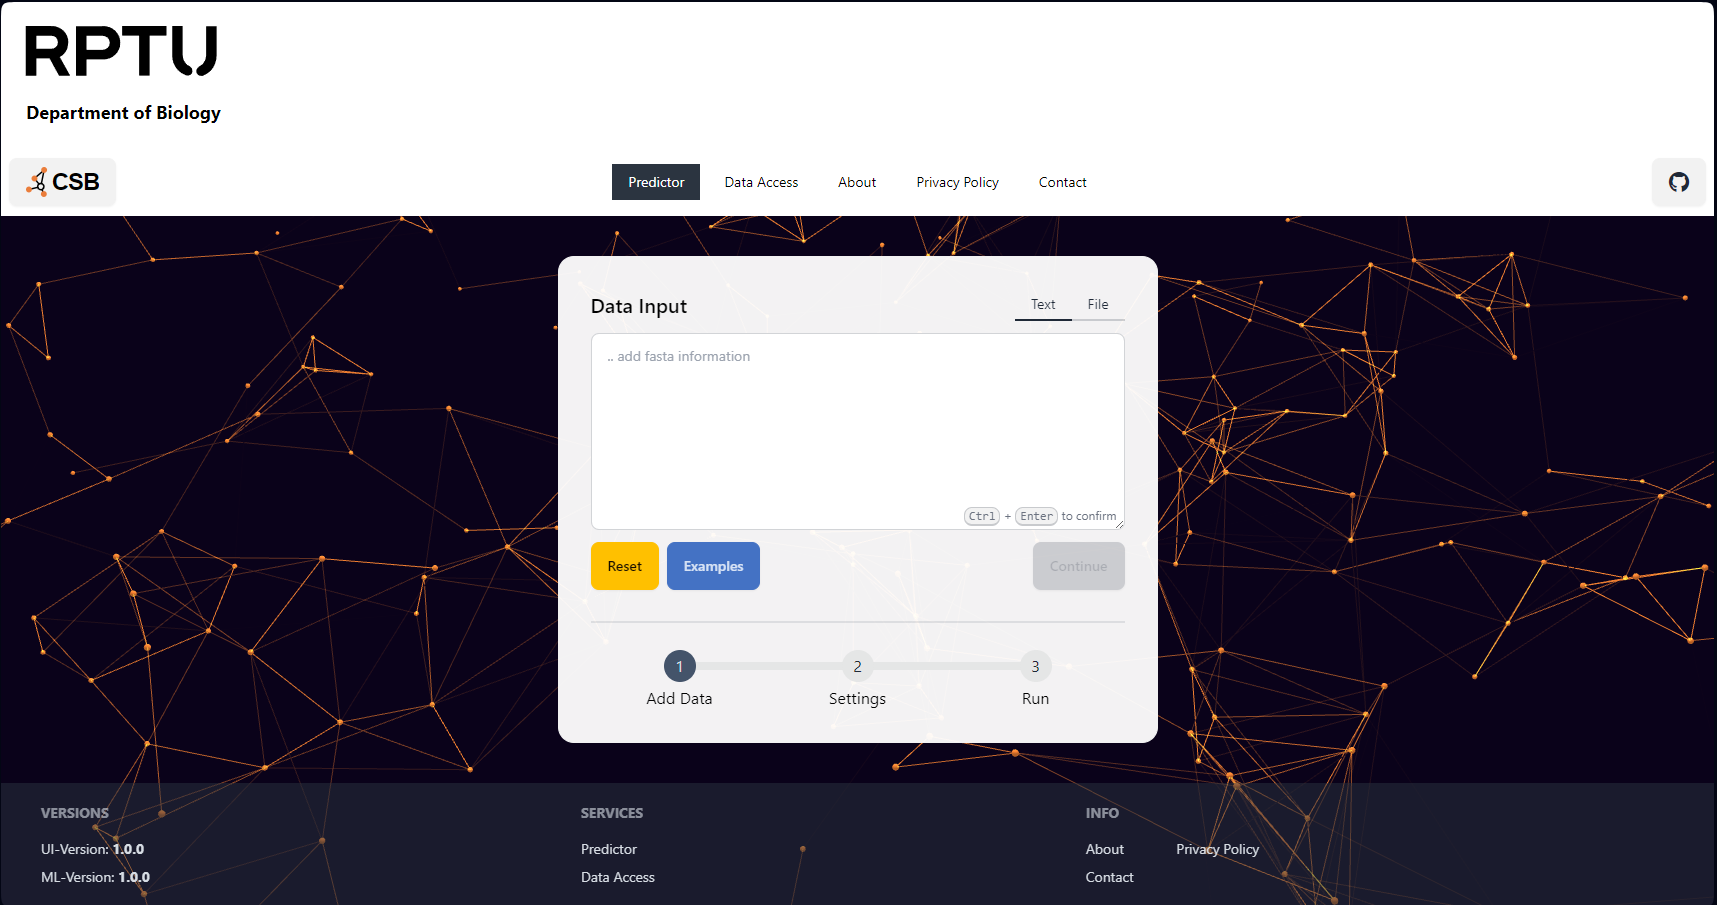 RPTU
Department of Biology
CSB
Predictor
Data Access
About
Privacy Policy
Contact
Data Input
Text
File
.. add fasta information
Ctrl + Enter to confirm
Reset
Examples
Continue
1
2
3
Add Data
Settings
Run
VERSIONS
UI-Version: 1.0.0
ML-Version: 1.0.0
SERVICES
Predictor
Data Access
INFO
About
Privacy Policy
Contact